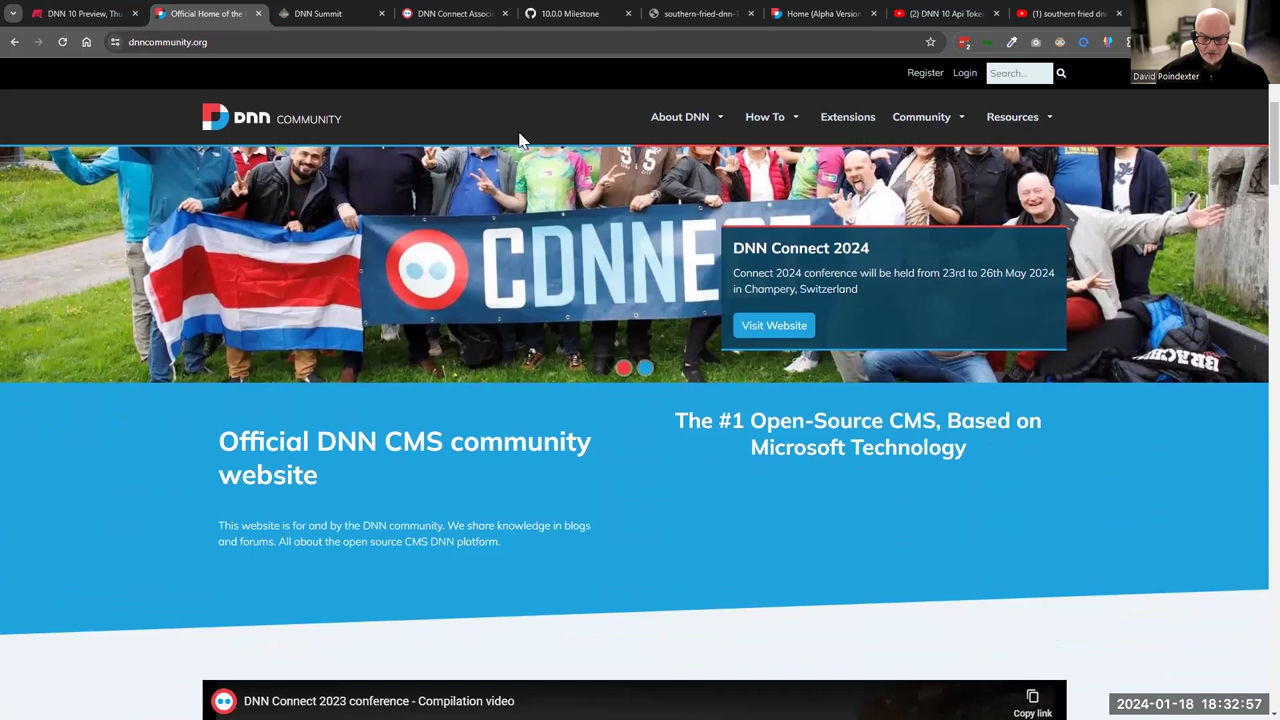 DNN 10 Preview, Thu
Official Home of the
DNN Summit
DNN Connect Associ
10.0.0 Milestone
southern-fried-dnn-
Home (Alpha Version
(2) DNN 10 Api Toke
(1) southern fried dn
dnncommunity.org
2
David Poindexter
Register
Login
Search...
DNN COMMUNITY
About DNN
How To
Extensions
Community
Resources
CDNNECT
DNN Connect 2024
Connect 2024 conference will be held from 23rd to 26th May 2024
in Champery, Switzerland
Visit Website
Official DNN CMS community
website
The #1 Open-Source CMS, Based on
Microsoft Technology
This website is for and by the DNN community. We share knowledge in blogs
and forums. All about the open source CMS DNN platform.
DNN Connect 2023 conference - Compilation video
Copy link
2024-01-18 18:32:57